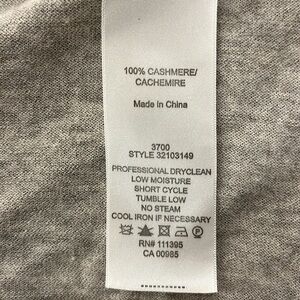 100% CASHMERE/
CACHEMIRE
Made in China
3700
STYLE 32103149
PROFESSIONAL DRYCLEAN
LOW MOISTURE
SHORT CYCLE
TUMBLE LOW
NO STEAM
COOL IRON IF NECESSARY
RN# 111395
CA 00985